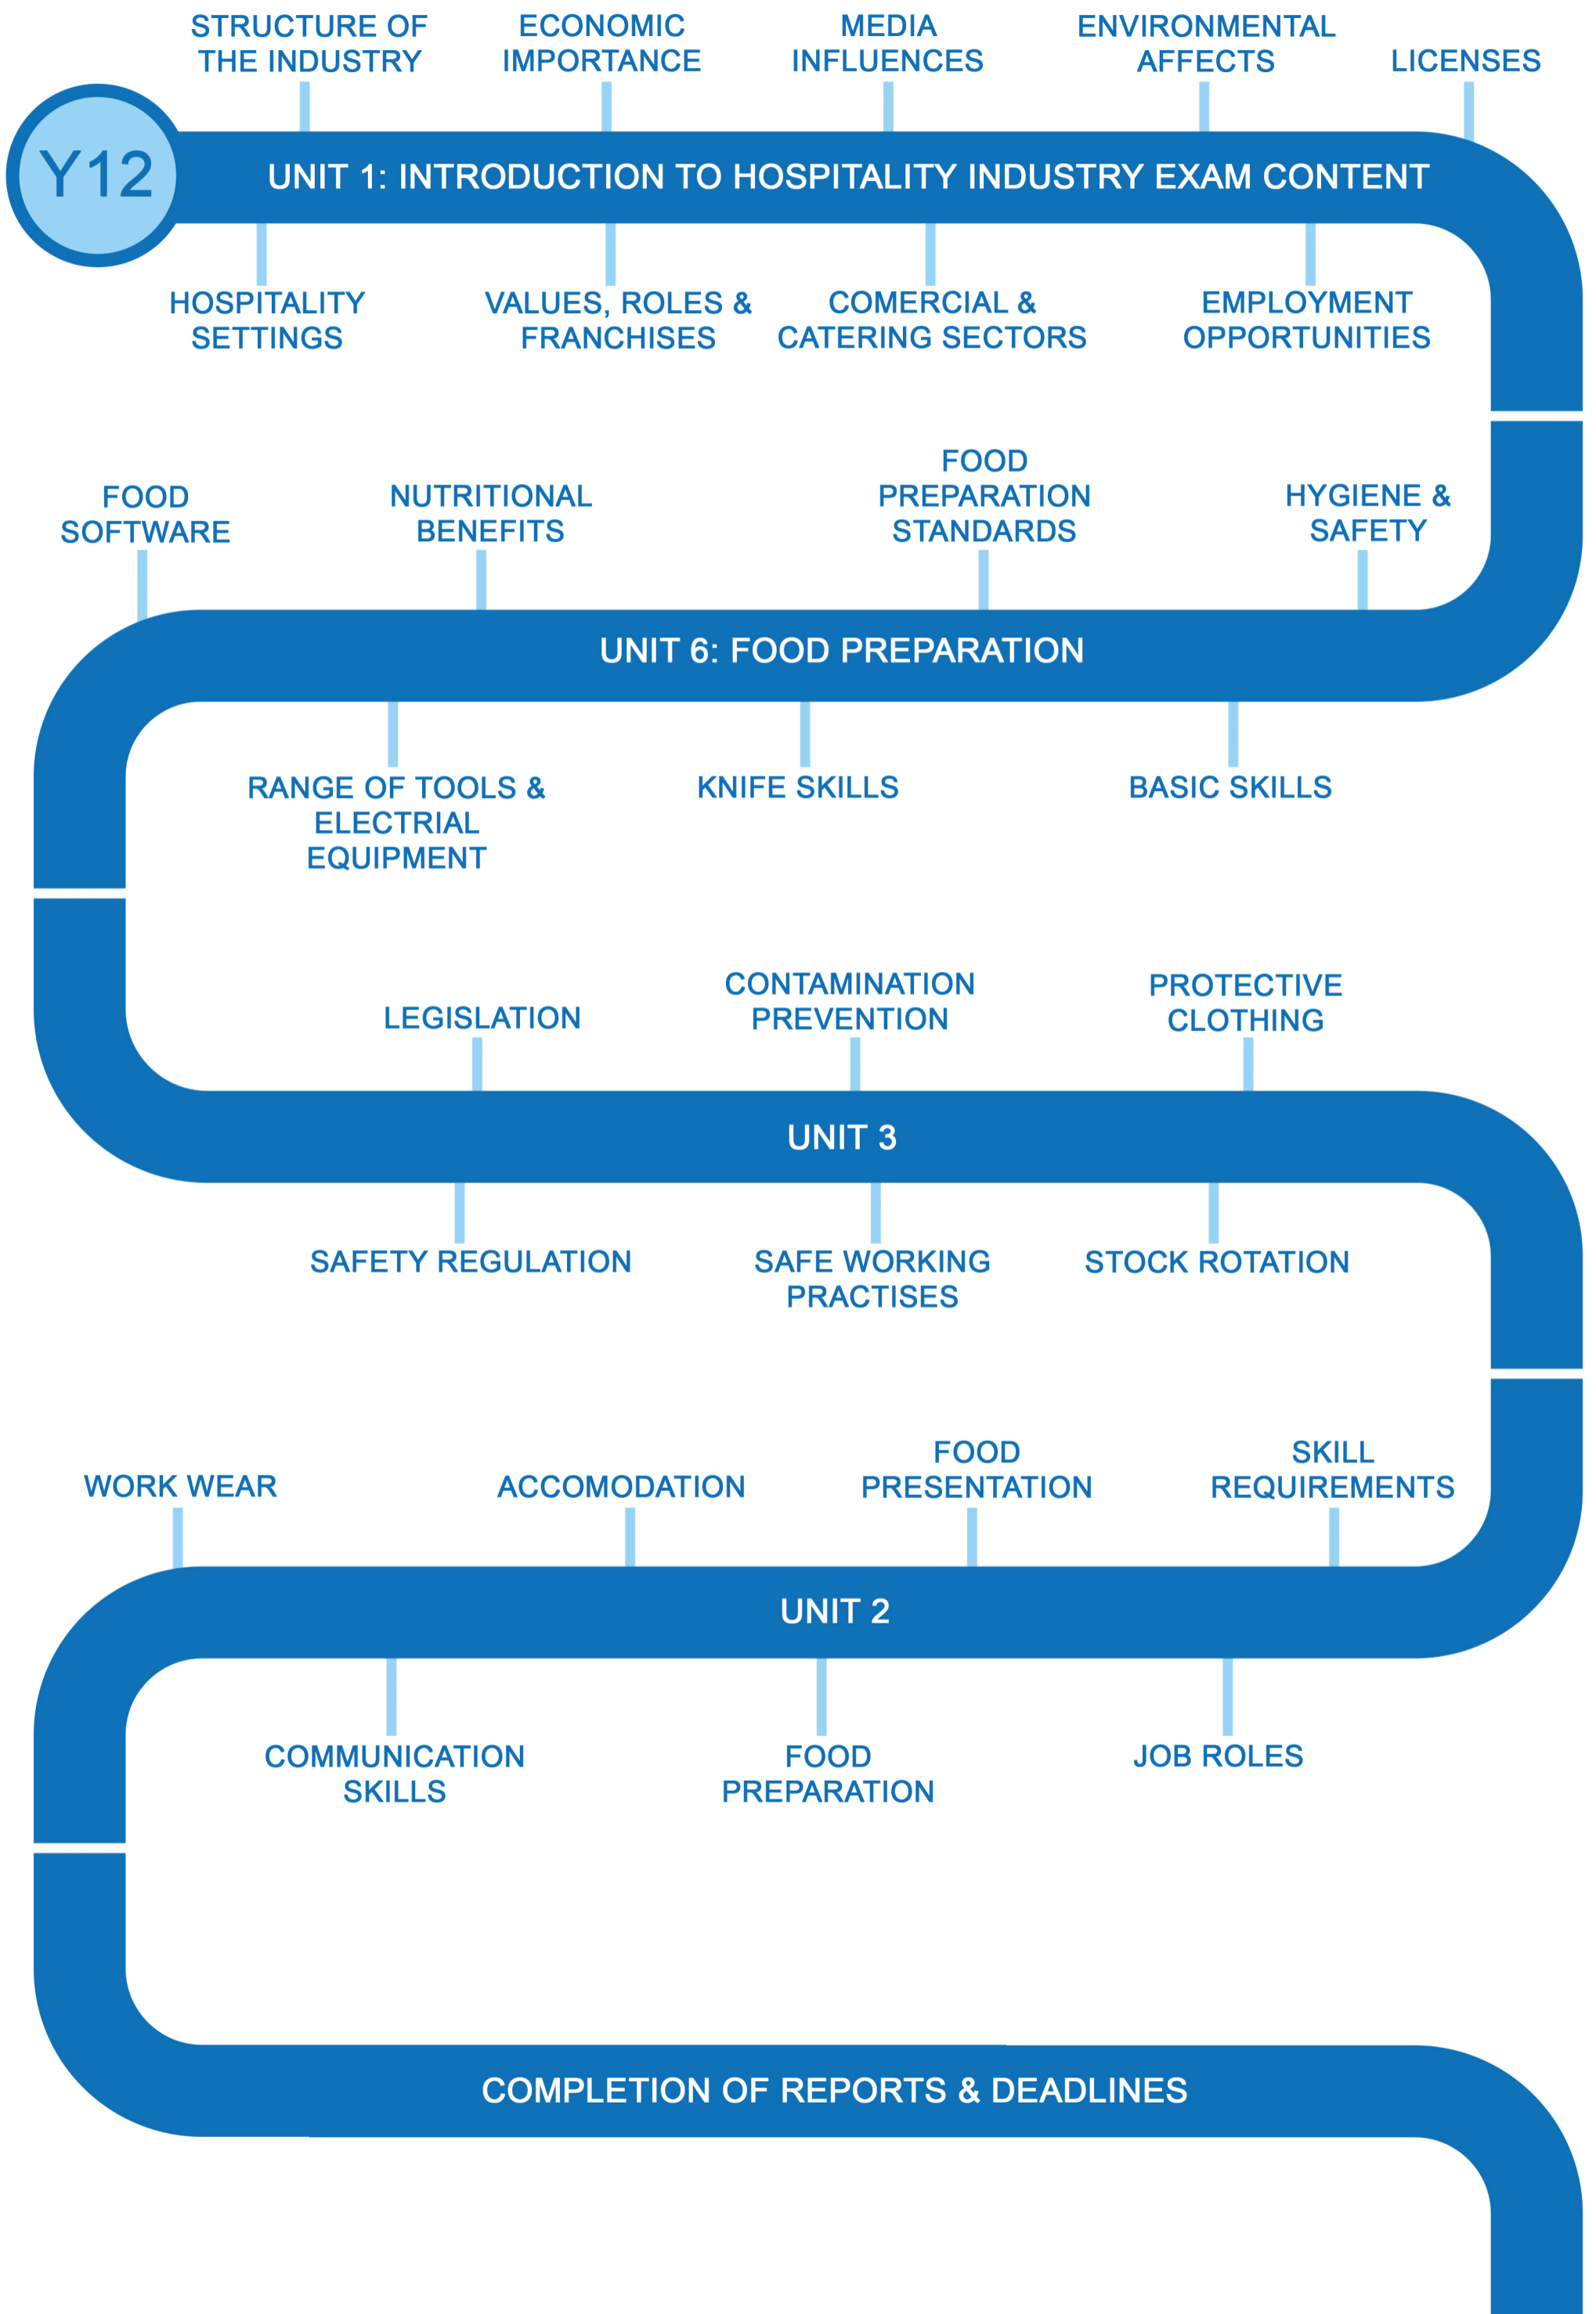 STRUCTURE OF
THE INDUSTRY
ECONOMIC
IMPORTANCE
MEDIA
INFLUENCES
ENVIRONMENTAL
AFFECTS
LICENSES
Y12
UNIT 1: INTRODUCTION TO HOSPITALITY INDUSTRY EXAM CONTENT
HOSPITALITY
SETTINGS
VALUES, ROLES &
FRANCHISES
COMERCIAL &
CATERING SECTORS
EMPLOYMENT
OPPORTUNITIES
FOOD
SOFTWARE
NUTRITIONAL
BENEFITS
FOOD
PREPARATION
STANDARDS
HYGIENE &
SAFETY
UNIT 6: FOOD PREPARATION
RANGE OF TOOLS &
ELECTRIAL
EQUIPMENT
KNIFE SKILLS
BASIC SKILLS
LEGISLATION
CONTAMINATION
PREVENTION
PROTECTIVE
CLOTHING
UNIT 3
SAFETY REGULATION
SAFE WORKING
PRACTISES
STOCK ROTATION
WORK WEAR
ACCOMODATION
FOOD
PRESENTATION
SKILL
REQUIREMENTS
UNIT 2
COMMUNICATION
SKILLS
FOOD
PREPARATION
JOB ROLES
COMPLETION OF REPORTS & DEADLINES